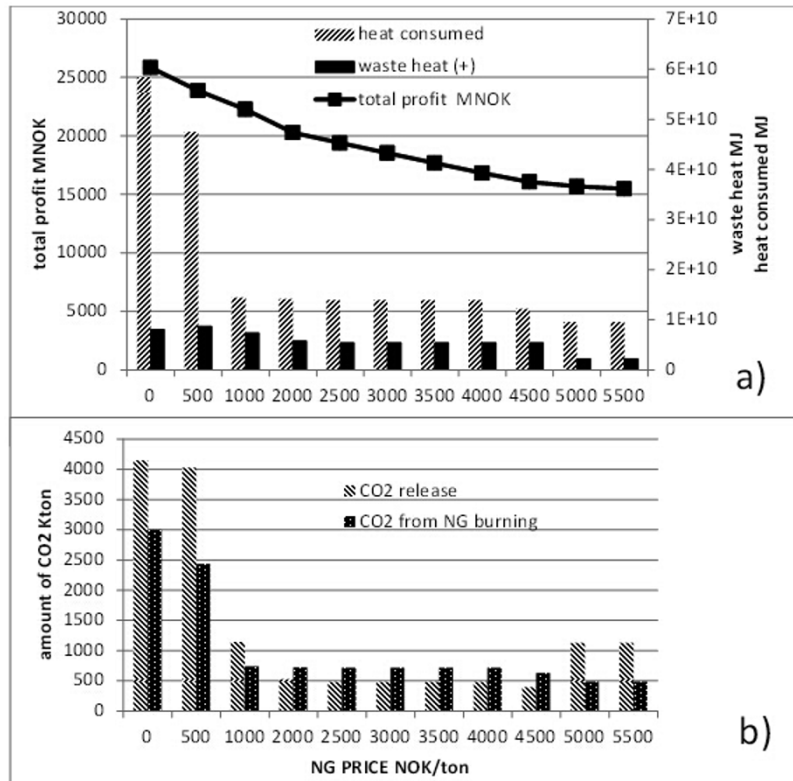 30000
25000
20000
15000
10000
5000
0
total profit MNOK
heat consumed
waste heat (+)
total profit MNOK
7E+10
6E+10
5E+10
4E+10
3E+10
2E+10
1E+10
0
waste heat MJ
heat consumed MJ
0 500 1000 2000 2500 3000 3500 4000 4500 5000 5500
a)
4500
4000
3500
3000
2500
2000
1500
1000
500
0
amount of CO2 Kton
CO2 release
CO2 from NG burning
0 500 1000 2000 2500 3000 3500 4000 4500 5000 5500
NG PRICE NOK/ton
b)